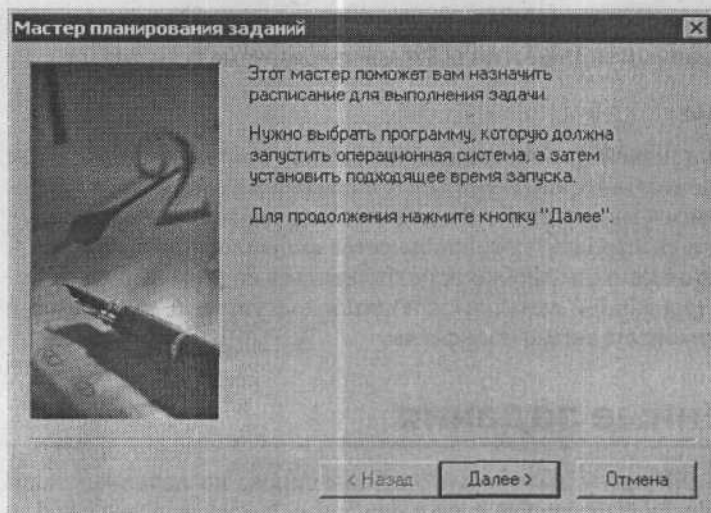 Мастер планирования заданий
Этот мастер поможет вам назначить
расписание для выполнения задачи.
Нужно выбрать программу, которую должна
запустить операционная система, а затем
установить подходящее время запуска.
Для продолжения нажмите кнопку "Далее".
< Назад
Далее >
Отмена